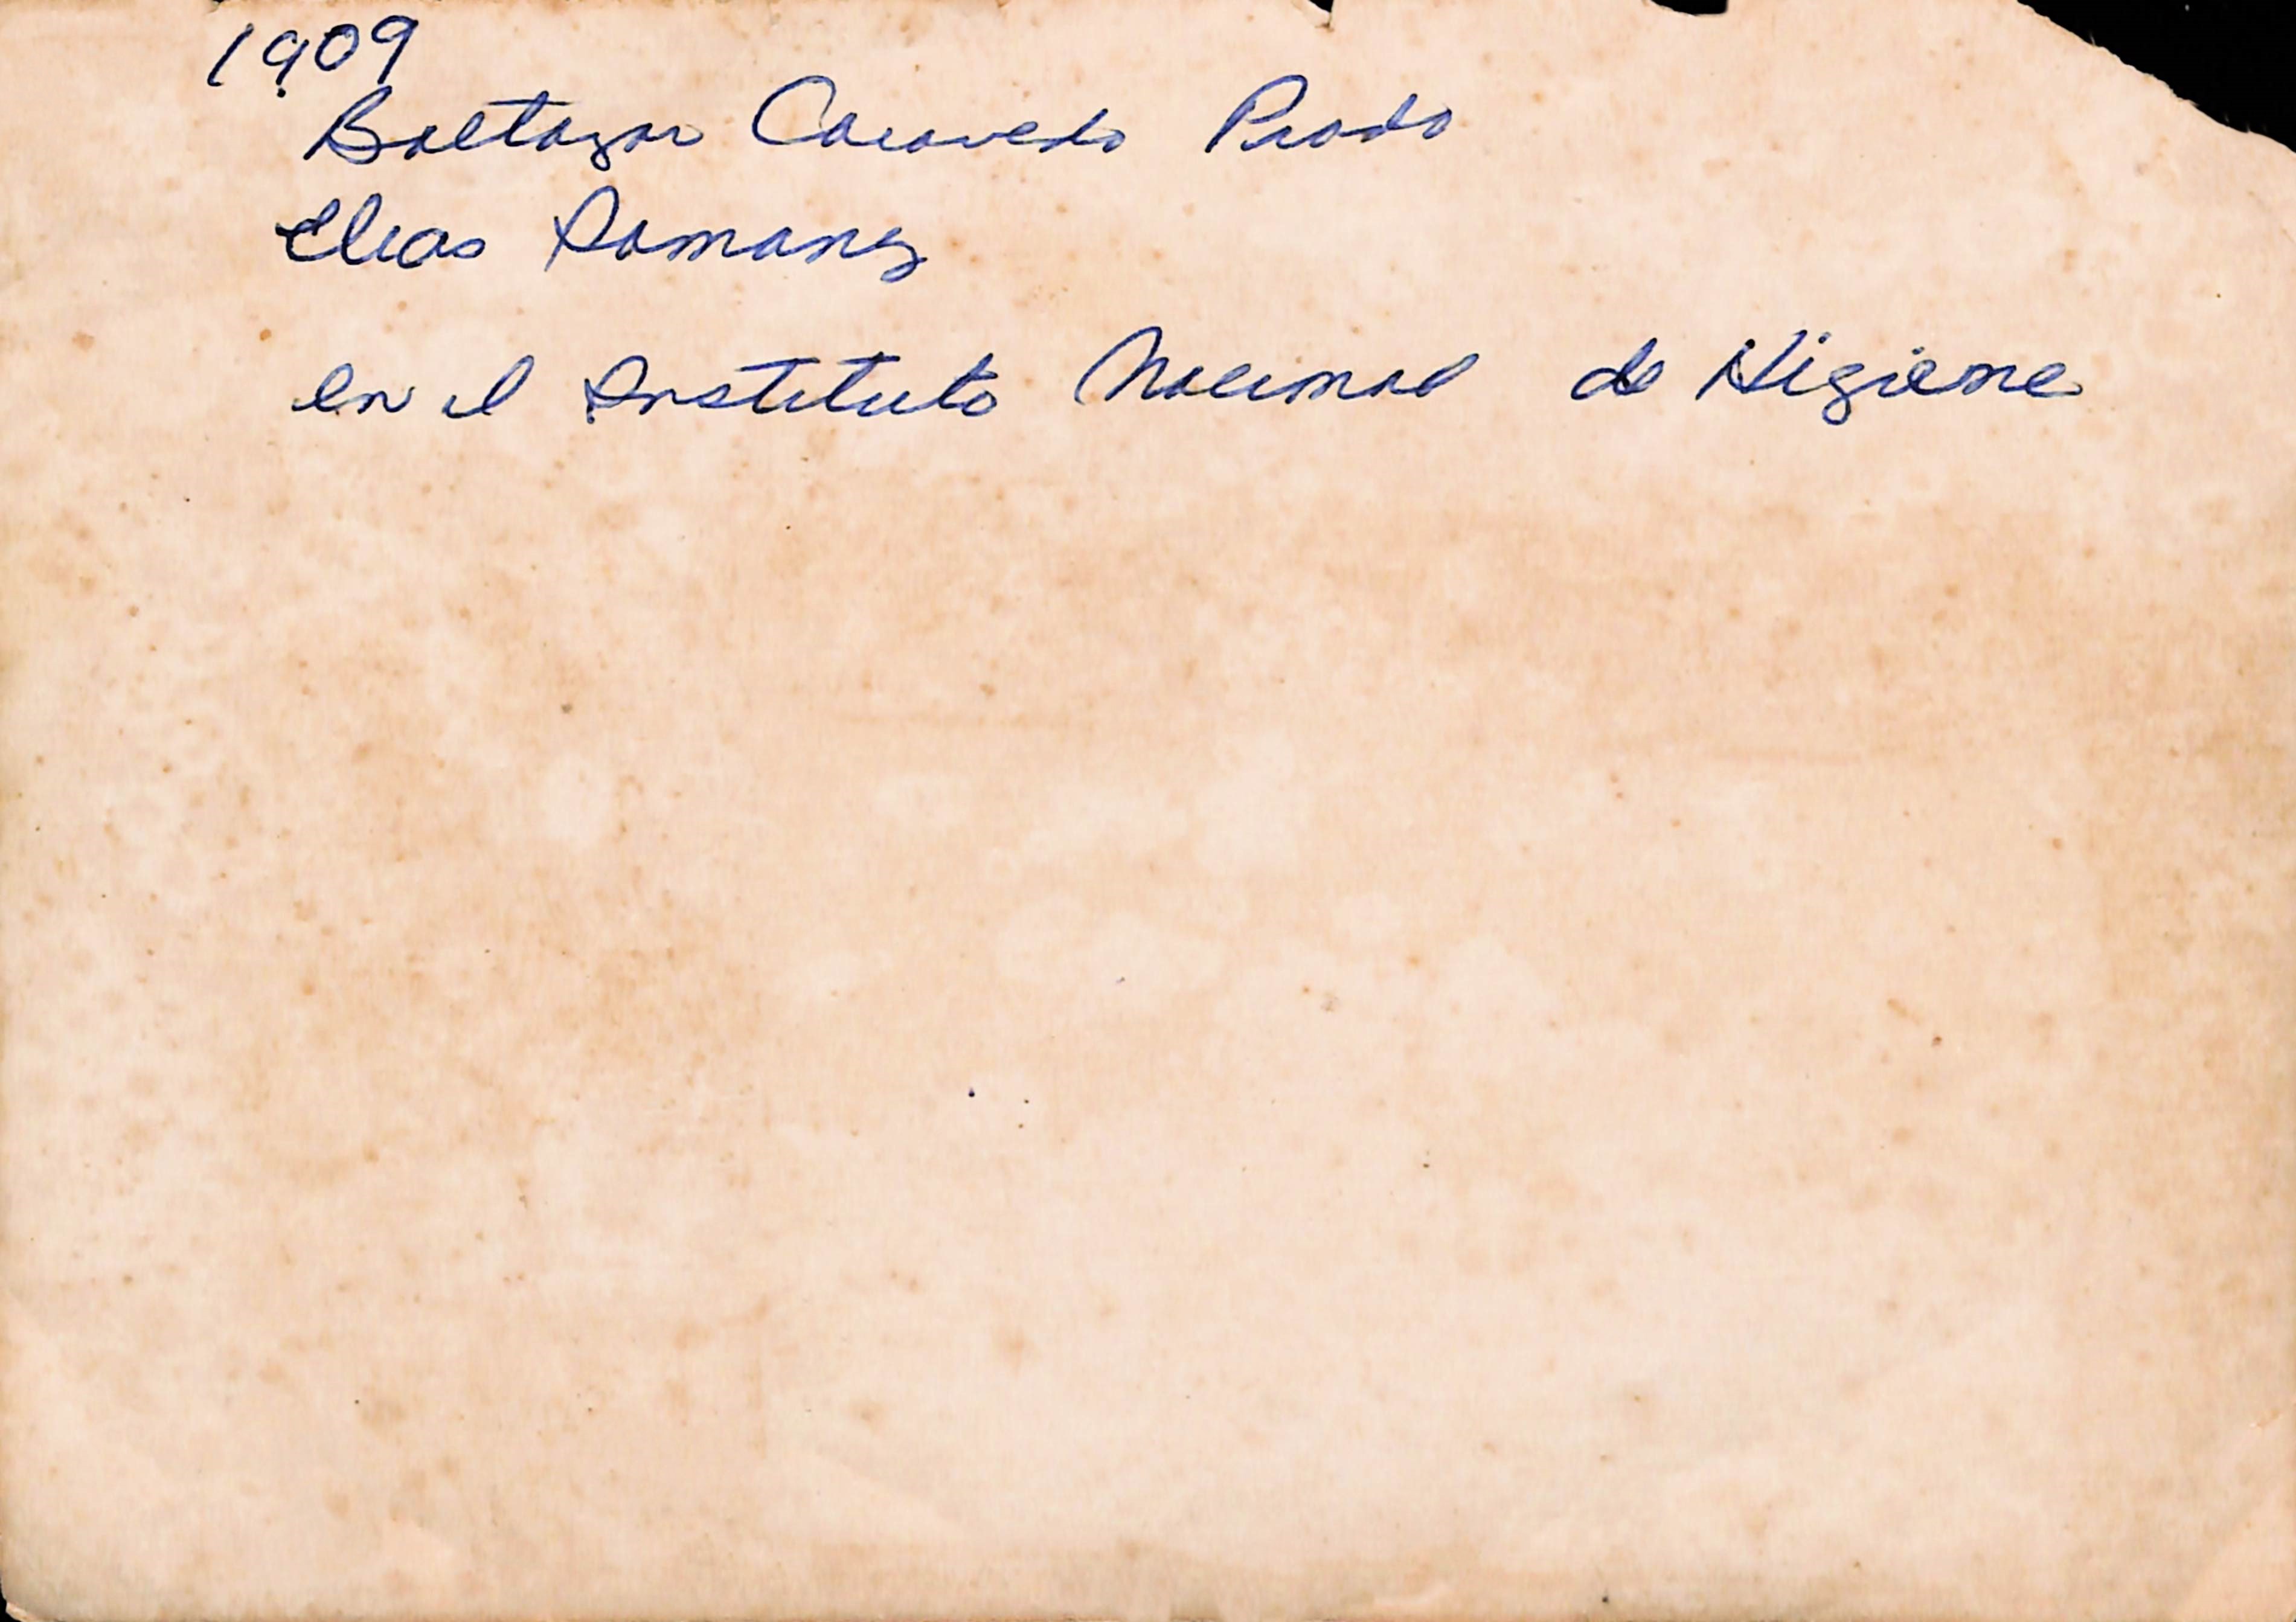 1909
Baltazar Caravedo Prado
Elias
en el Instituto Nacional de Higiene